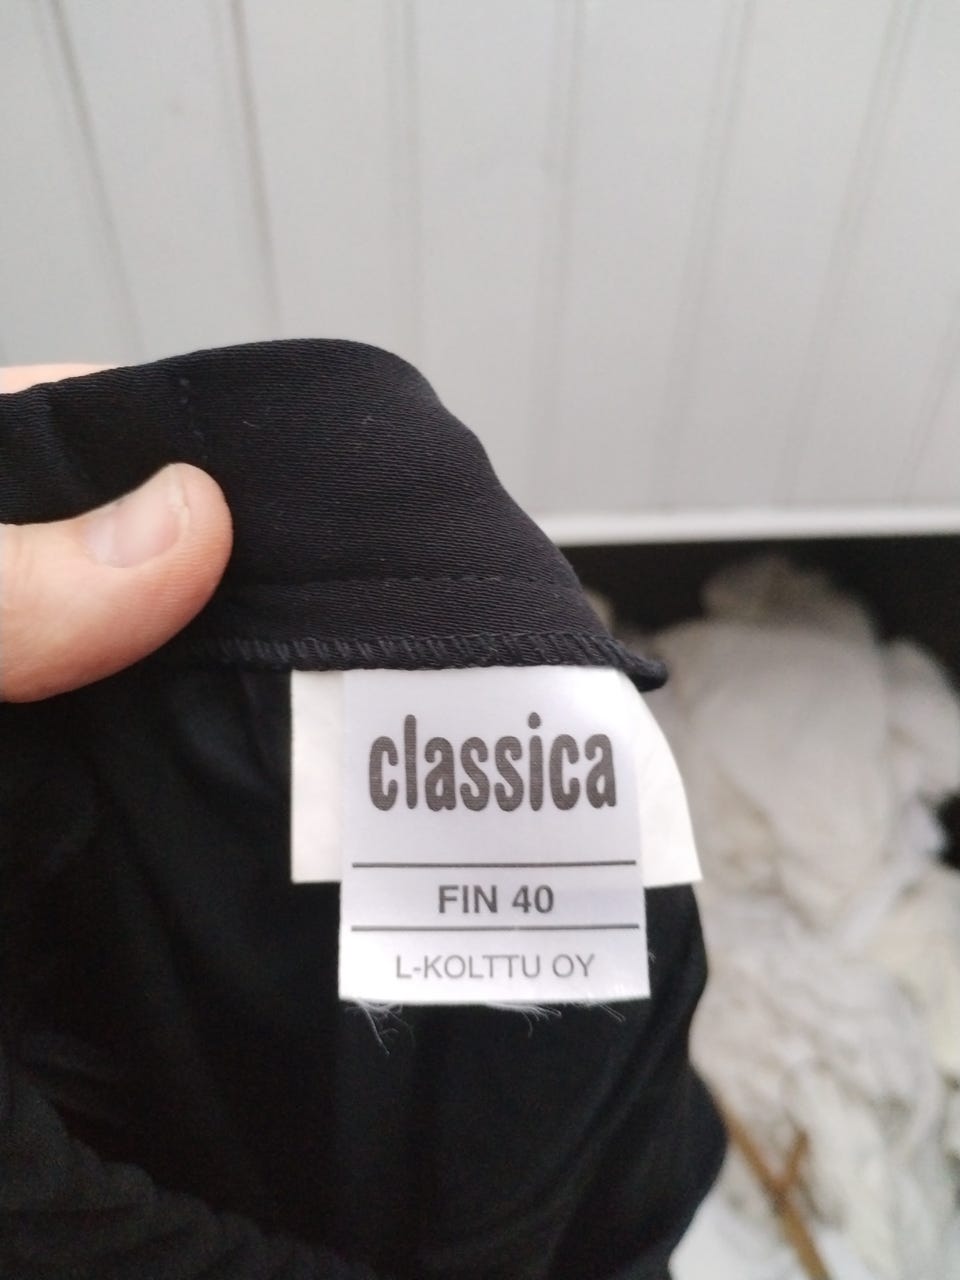 classica
FIN 40
L-KOLTTU OY